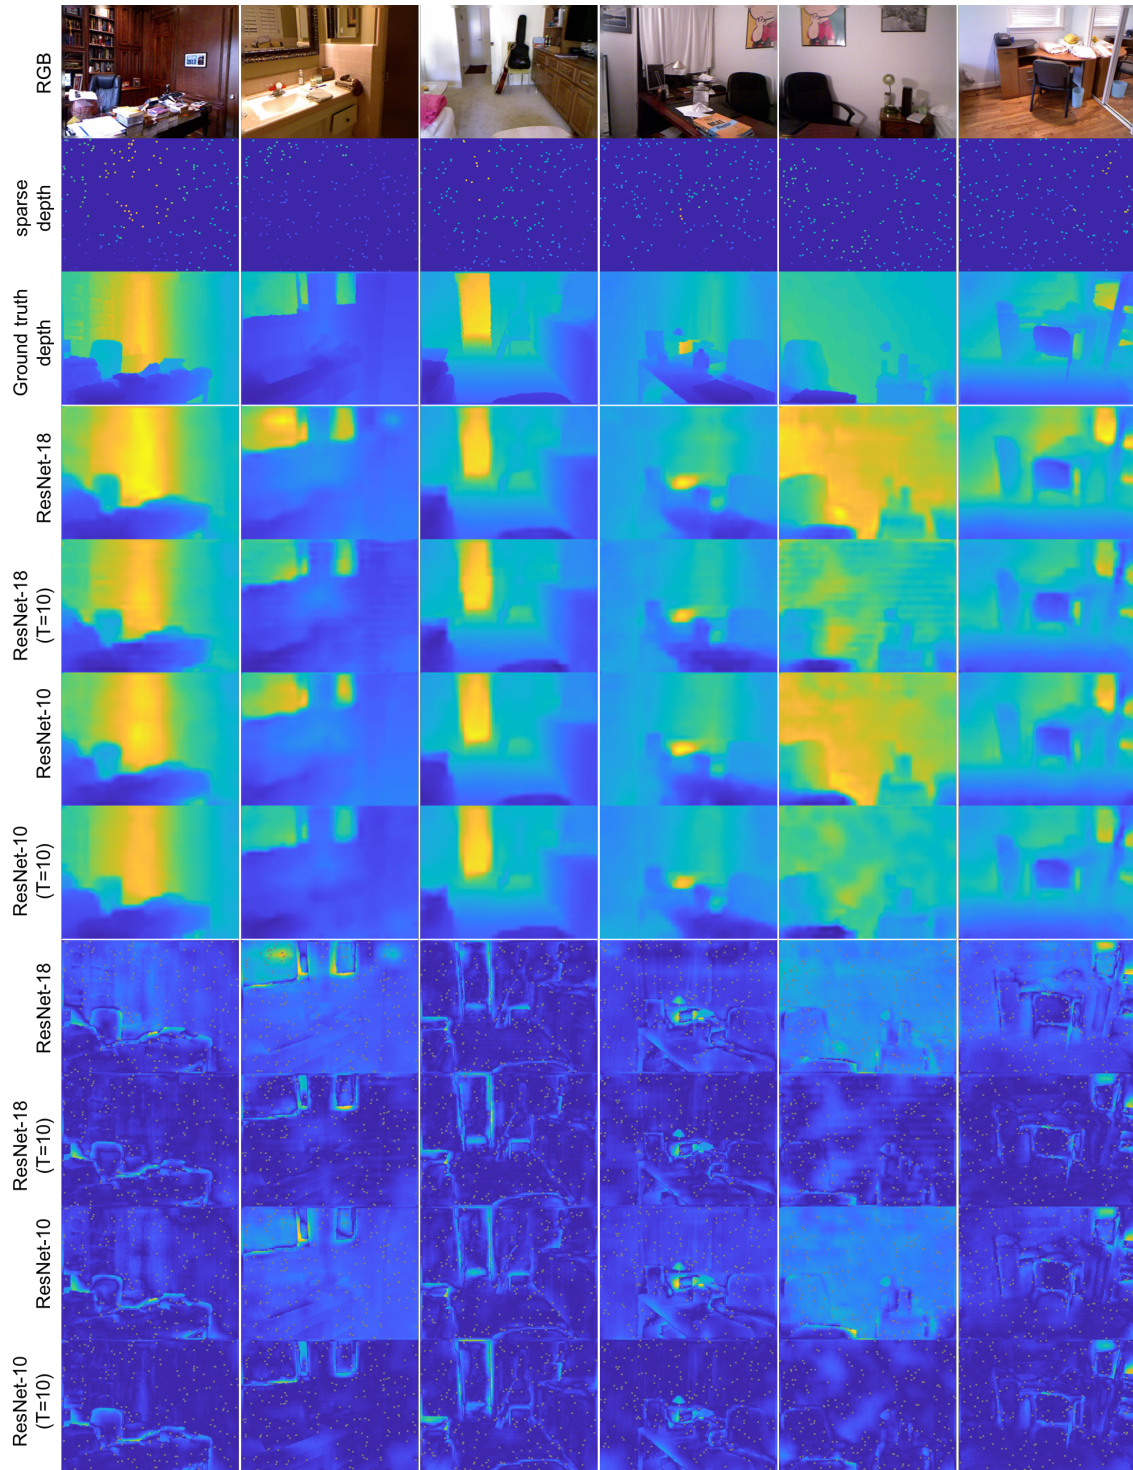 RGB
sparse
depth
Ground truth
depth
ResNet-18
ResNet-18
(T=10)
ResNet-10
ResNet-10
(T=10)
ResNet-18
ResNet-18
(T=10)
ResNet-10
ResNet-10
(T=10)